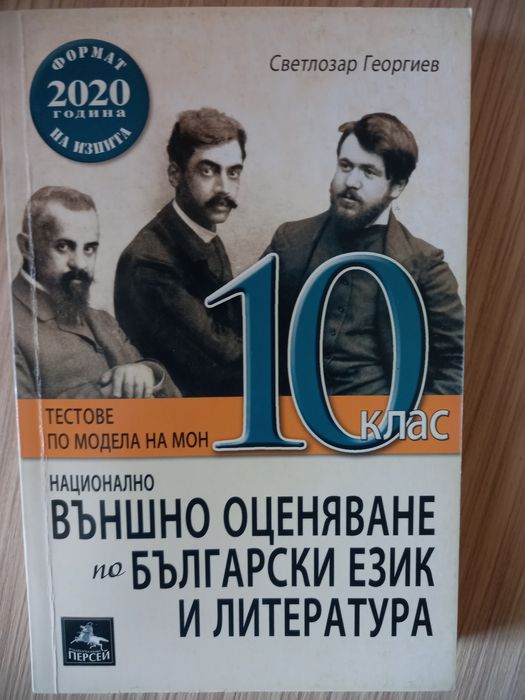 Светлозар Георгиев
ФОРМАТ
2020
ГОДИНА
НА ИЗПИТА
10
клас
ТЕСТОВЕ
ПО МОДЕЛА НА МОН
НАЦИОНАЛНО
ВЪНШНО ОЦЕНЯВАНЕ
по БЪЛГАРСКИ ЕЗИК
И ЛИТЕРАТУРА
ПЕРСЕЙ